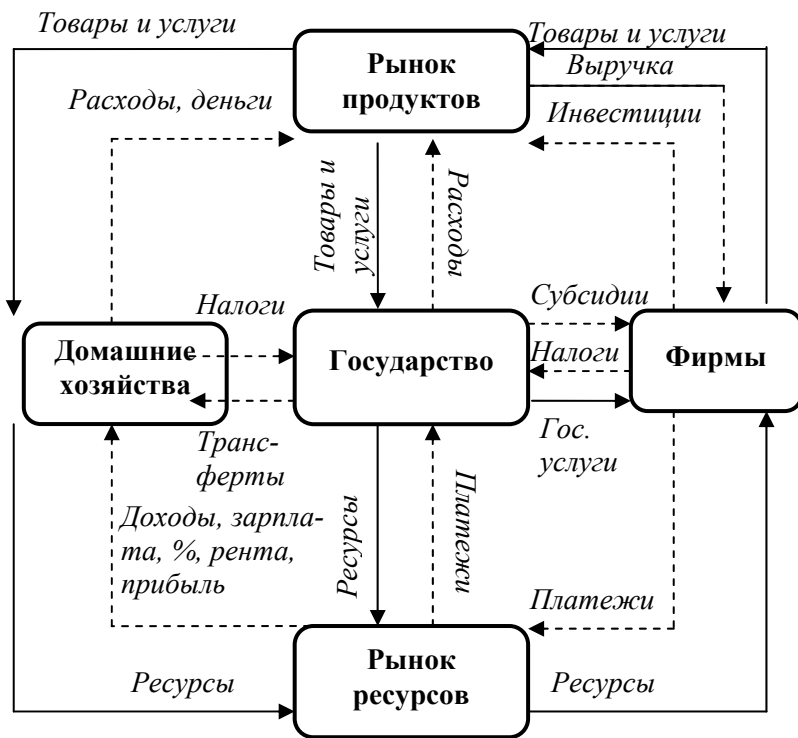 Товары и услуги
Товары и услуги
Рынок
продуктов
Выручка
Расходы, деньги
Инвестиции
Товары и
услуги
Расходы
Налоги
Субсидии
Домашние
хозяйства
Государство
Налоги
Фирмы
Транс-
ферты
Гос.
услуги
Доходы, зарпла-
та, %, рента,
прибыль
Ресурсы
Платежи
Платежи
Рынок
ресурсов
Ресурсы
Ресурсы